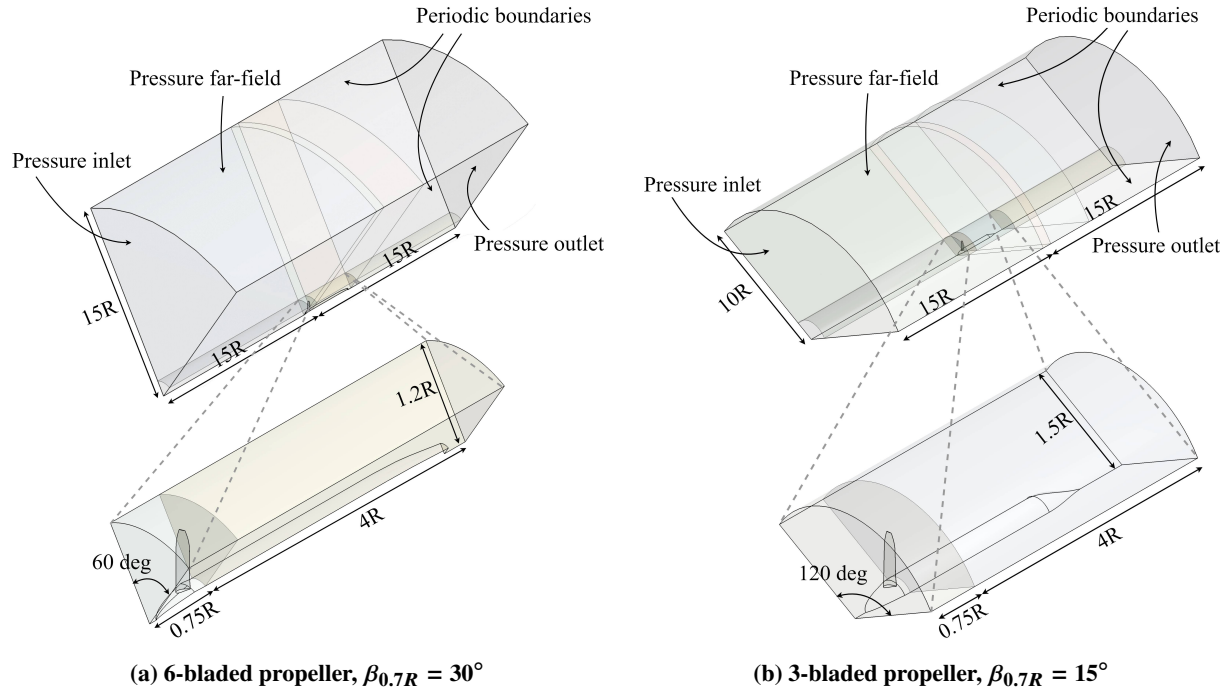 Periodic boundaries
Pressure far-field
Pressure inlet
Pressure outlet
15R
15R
15R
1.2R
4R
60 deg
0.75R
(a) 6-bladed propeller, β0.7R = 30°
Periodic boundaries
Pressure far-field
Pressure inlet
Pressure outlet
15R
10R
15R
1.5R
4R
120 deg
0.75R
(b) 3-bladed propeller, β0.7R = 15°